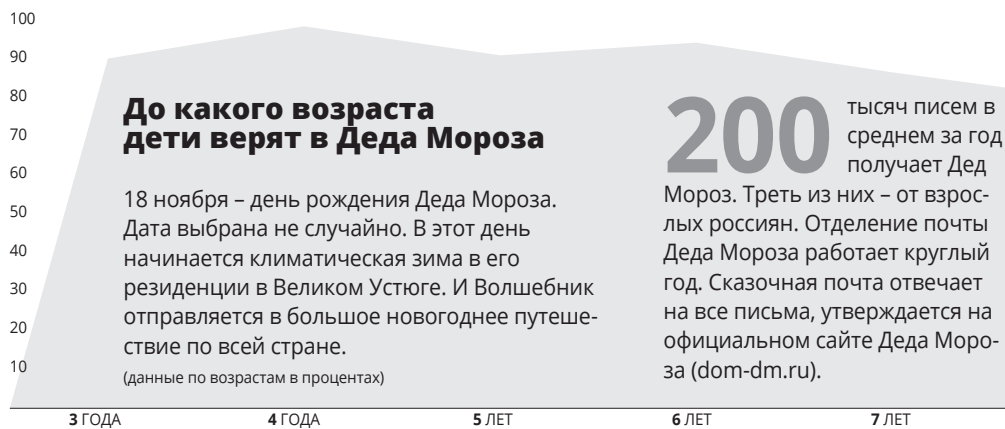 100
90
80
70
60
50
40
30
20
10
До какого возраста
дети верят в Деда Мороза
18 ноября – день рождения Деда Мороза.
Дата выбрана не случайно. В этот день
начинается климатическая зима в его
резиденции в Великом Устюге. И Волшебник
отправляется в большое новогоднее путеше-
ствие по всей стране.
(данные по возрастам в процентах)
200 тысяч писем в
среднем за год
получает Дед
Мороз. Треть из них – от взрос-
лых россиян. Отделение почты
Деда Мороза работает круглый
год. Сказочная почта отвечает
на все письма, утверждается на
официальном сайте Деда Моро-
за (dom-dm.ru).
3 ГОДА 4 ГОДА 5 ЛЕТ 6 ЛЕТ 7 ЛЕТ